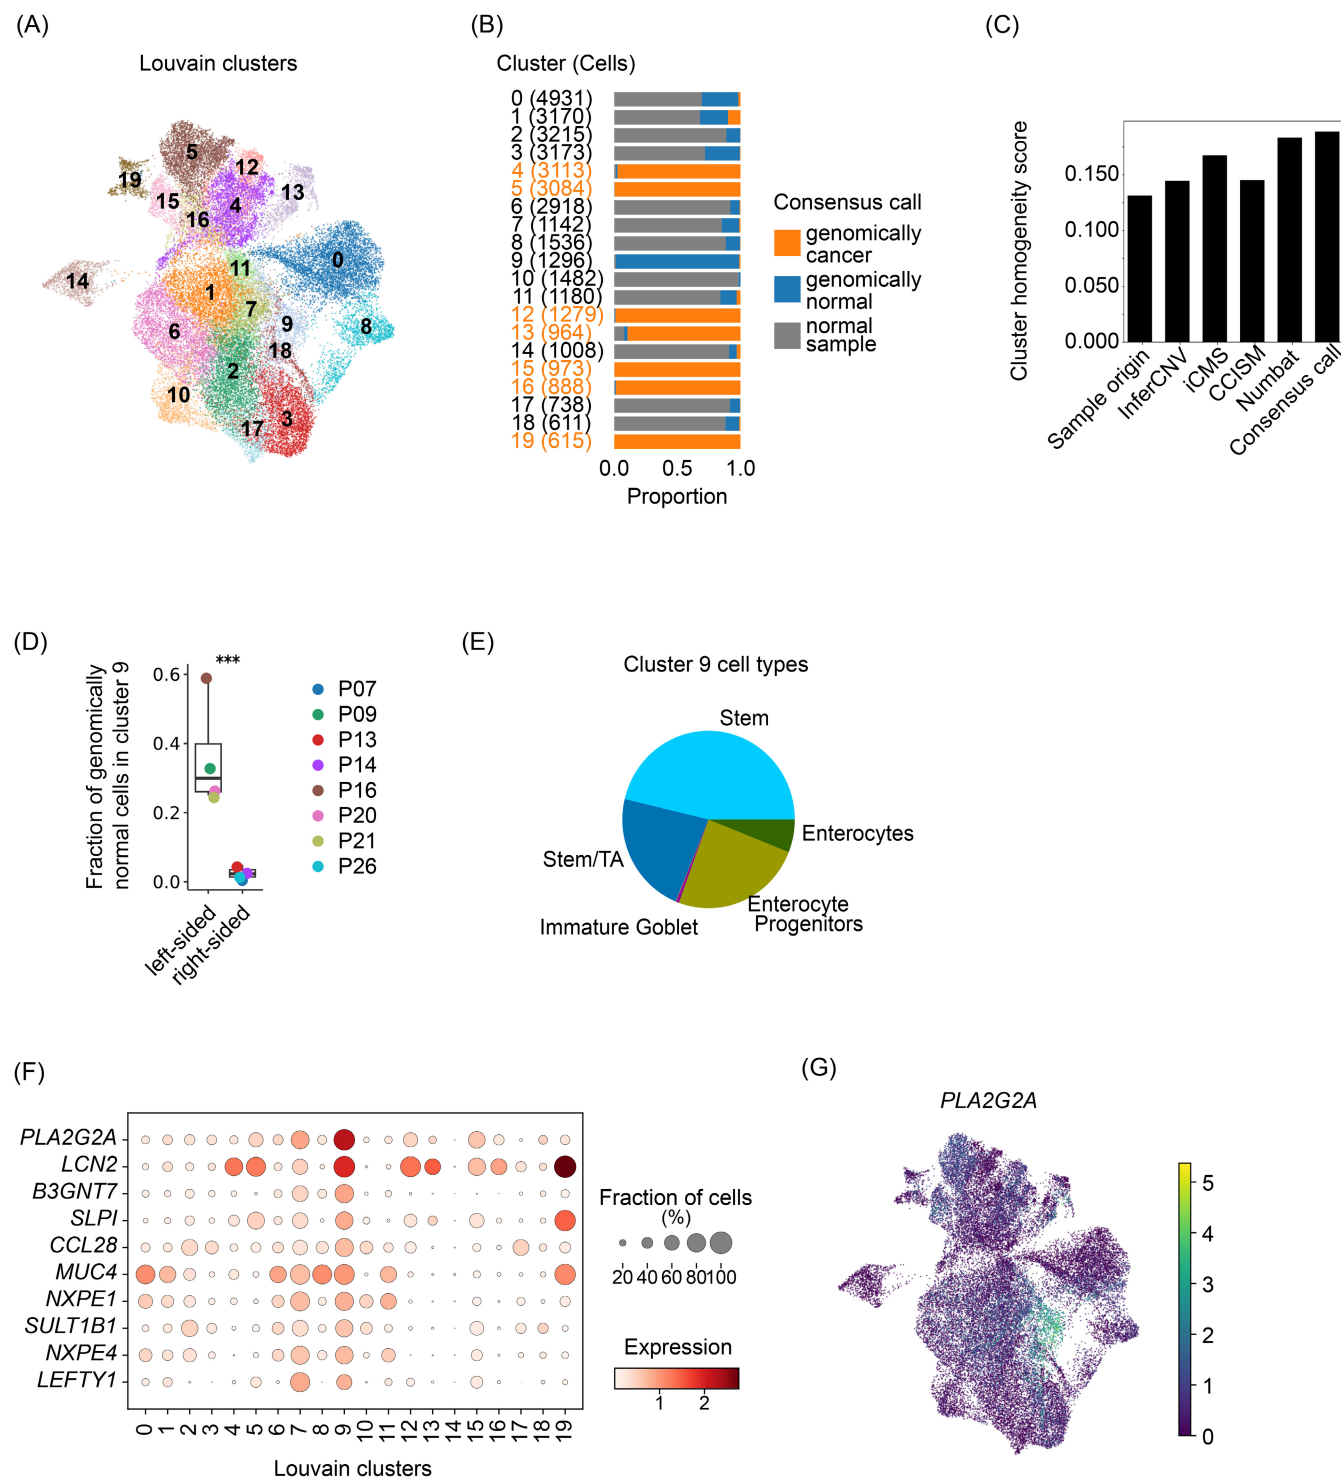 (A)
Louvain clusters
5
12
19
15
13
16
4
14
11
0
1
7
6
9
8
18
2
10
17
3
(B)
Cluster (Cells)
0 (4931)
1 (3170)
2 (3215)
3 (3173)
4 (3113)
5 (3084)
6 (2918)
7 (1142)
8 (1536)
9 (1296)
10 (1482)
11 (1180)
12 (1279)
13 (964)
14 (1008)
15 (973)
16 (888)
17 (738)
18 (611)
19 (615)
0.0 0.5 1.0
Proportion
Consensus call
genomically
cancer
genomically
normal
normal
sample
(C)
Cluster homogeneity score
0.150
0.100
0.050
0.000
Sample origin
InferCNV
iCMS
CCISM
Numbat
Consensus call
(D)
Fraction of genomically
normal cells in cluster 9
0.6
0.4
0.2
0.0
***
left-sided
right-sided
P07
P09
P13
P14
P16
P20
P21
P26
(E)
Cluster 9 cell types
Stem
Enterocytes
Stem/TA
Enterocyte
Progenitors
Immature Goblet
(F)
PLA2G2A
LCN2
B3GNT7
SLPI
CCL28
MUC4
NXPE1
SULT1B1
NXPE4
LEFTY1
0 1 2 3 4 5 6 7 8 9 10 11 12 13 14 15 16 17 18 19
Louvain clusters
Fraction of cells
(%)
20 40 60 80 100
Expression
1 2
(G)
PLA2G2A
5
4
3
2
1
0